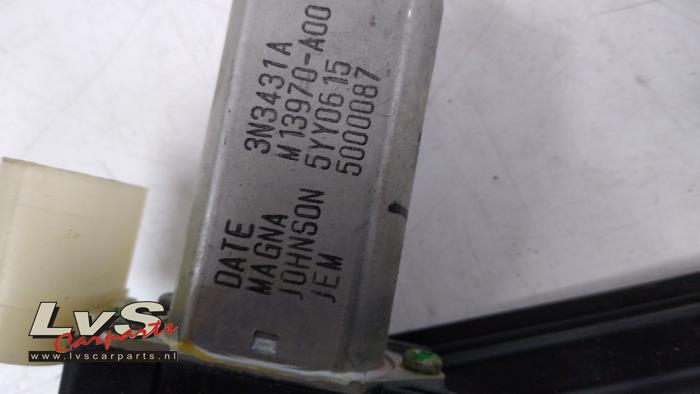 DATE 3N3431A
MAGNA M13970-A00
JOHNSON 5YY0615
JEM 5000087
LvS
Carparts
www.lvscarparts.nl